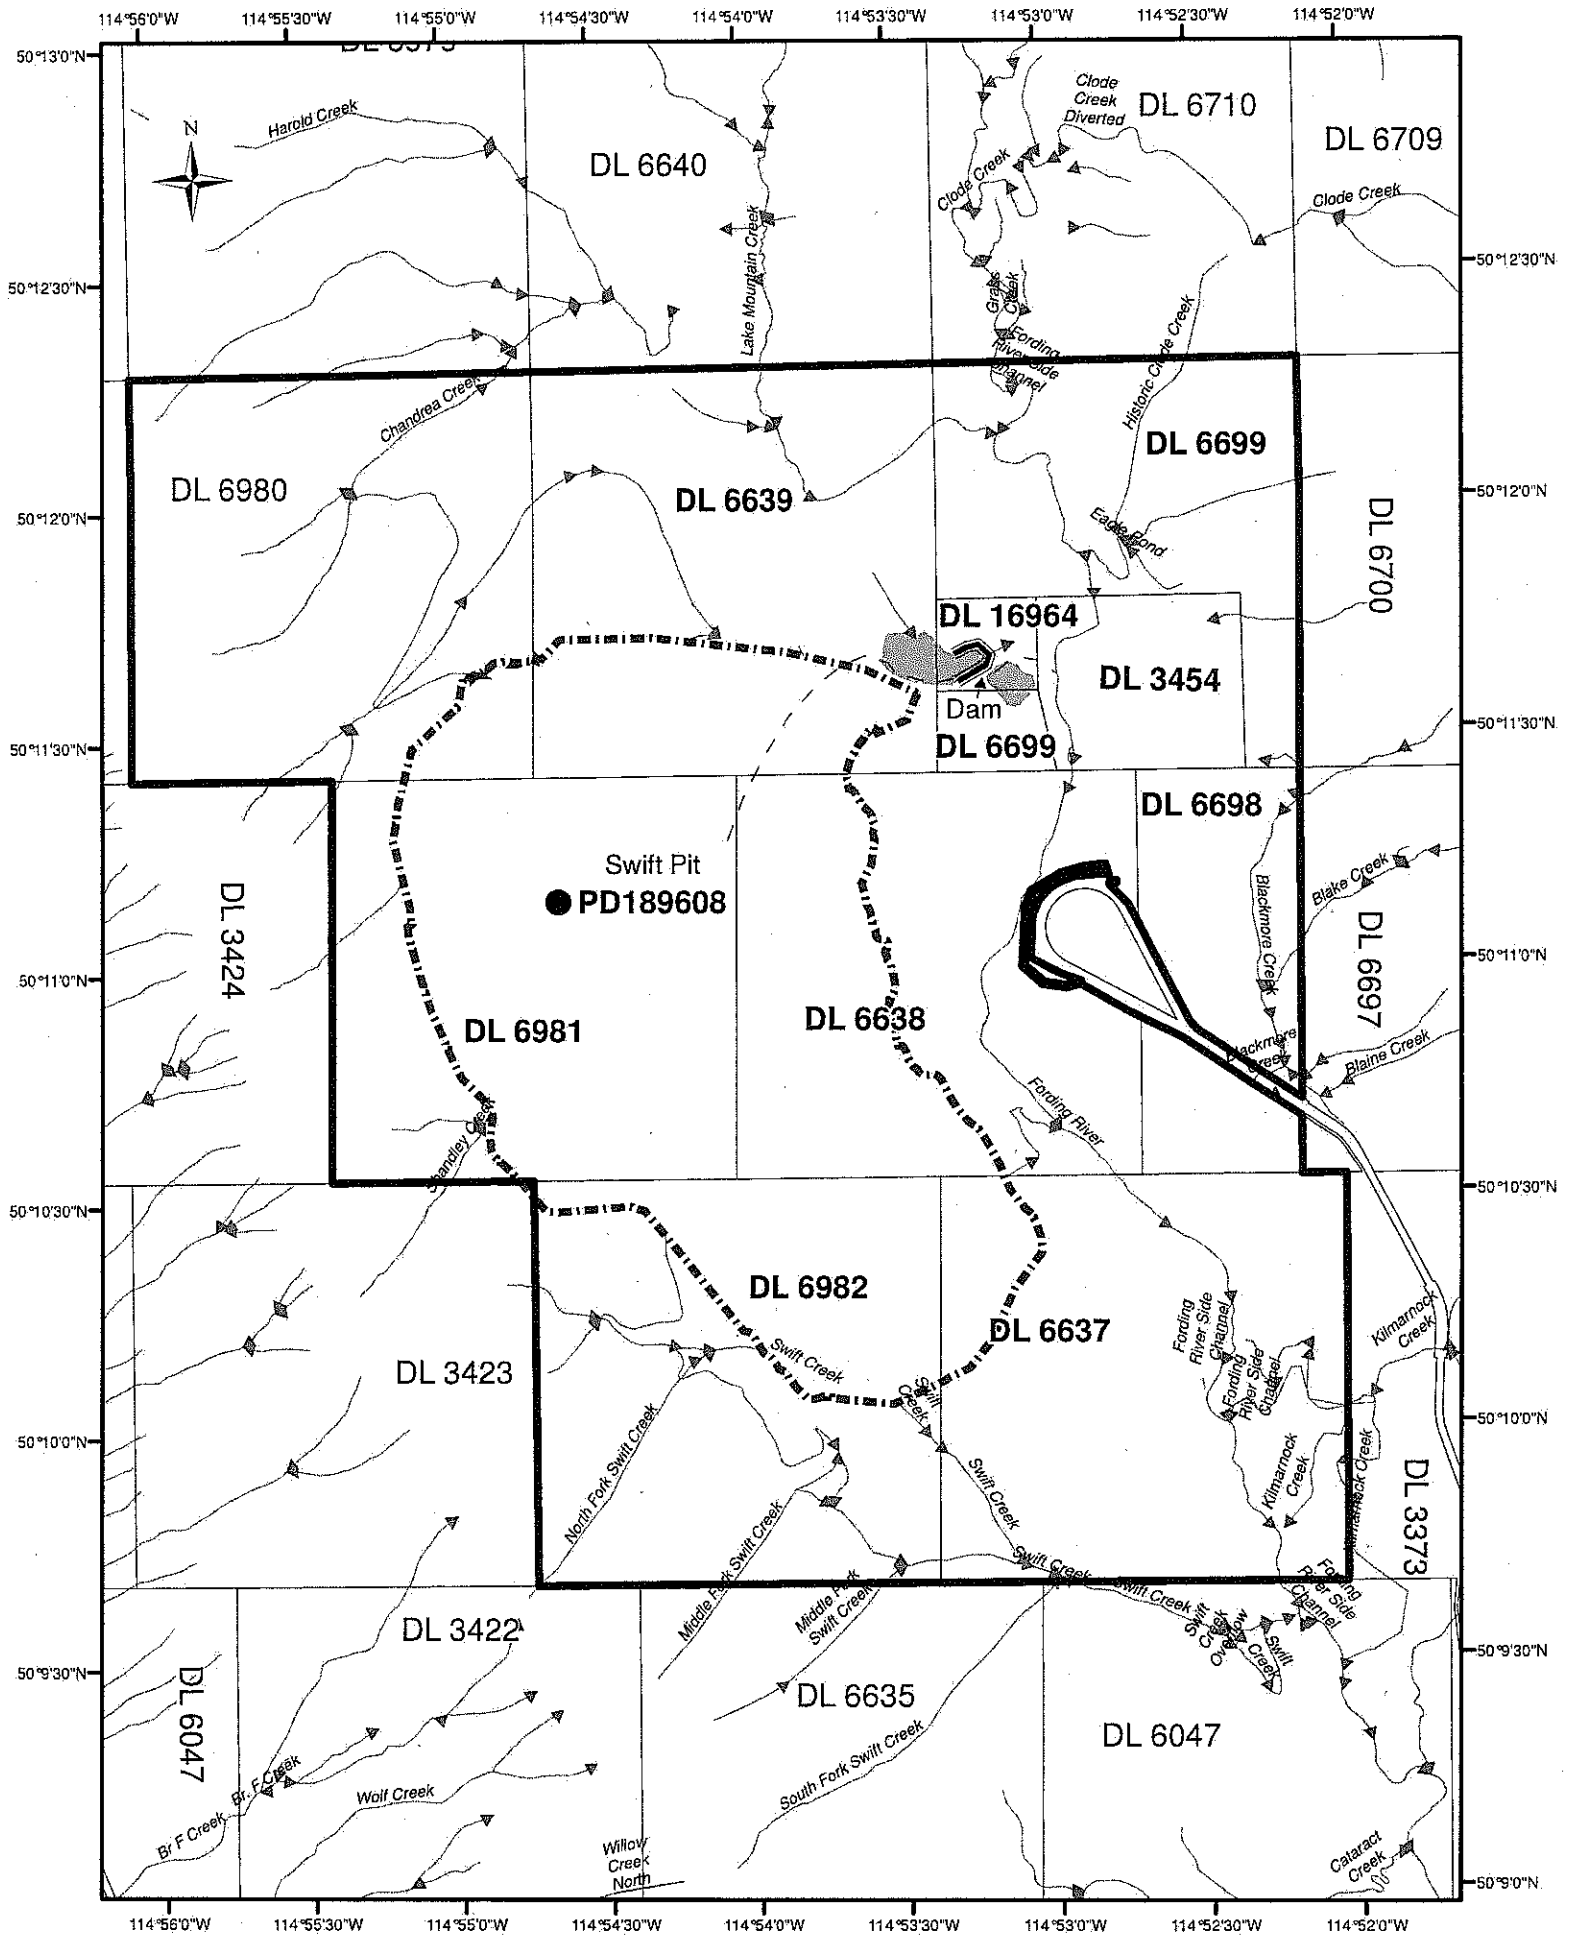 114°56'0"W
114°55'30"W
114°55'0"W
114°54'30"W
114°54'0"W
114°53'30"W
114°53'0"W
114°52'30"W
114°52'0"W
50°13'0"N
Harold Creek
N
DL 6640
Clode
Creek
Diverted
DL 6710
DL 6709
Clode Creek
Clode Creek
Lake Mountain Creek
50°12'30"N
50°12'30"N
Grass
Creek
Fording
River Side
Channel
Historic Clode Creek
Chandrea Creek
DL 6980
DL 6639
DL 6699
50°12'0"N
50°12'0"N
Eagle Pond
DL 6700
DL 16964
DL 3454
Dam
DL 6699
50°11'30"N
50°11'30"N
DL 6698
Swift Pit
PD189608
Blake Creek
Blackmore Creek
DL 3424
DL 6697
50°11'0"N
50°11'0"N
DL 6981
DL 6638
Blackmore
Creek
Blaine Creek
Fording River
Chandley Creek
50°10'30"N
50°10'30"N
DL 6982
DL 6637
Fording
River Side
Channel
Kilmarnock
Creek
Fording
River Side
Channel
DL 3423
Swift Creek
Swift
Creek
50°10'0"N
50°10'0"N
North Fork Swift Creek
Swift Creek
Kilmarnock
Creek
Kilmarnock Creek
DL 3373
Middle Fork Swift Creek
Swift Creek
Middle Fork
Swift Creek
Swift Creek
Fording
River Side
Channel
Swift
Creek
Overflow
Swift
Creek
DL 3422
50°9'30"N
50°9'30"N
DL 6047
DL 6635
DL 6047
South Fork Swift Creek
Br. F Creek
Wolf Creek
Br F Creek
Willow
Creek
North
Cataract
Creek
50°9'0"N
114°56'0"W
114°55'30"W
114°55'0"W
114°54'30"W
114°54'0"W
114°53'30"W
114°53'0"W
114°52'30"W
114°52'0"W